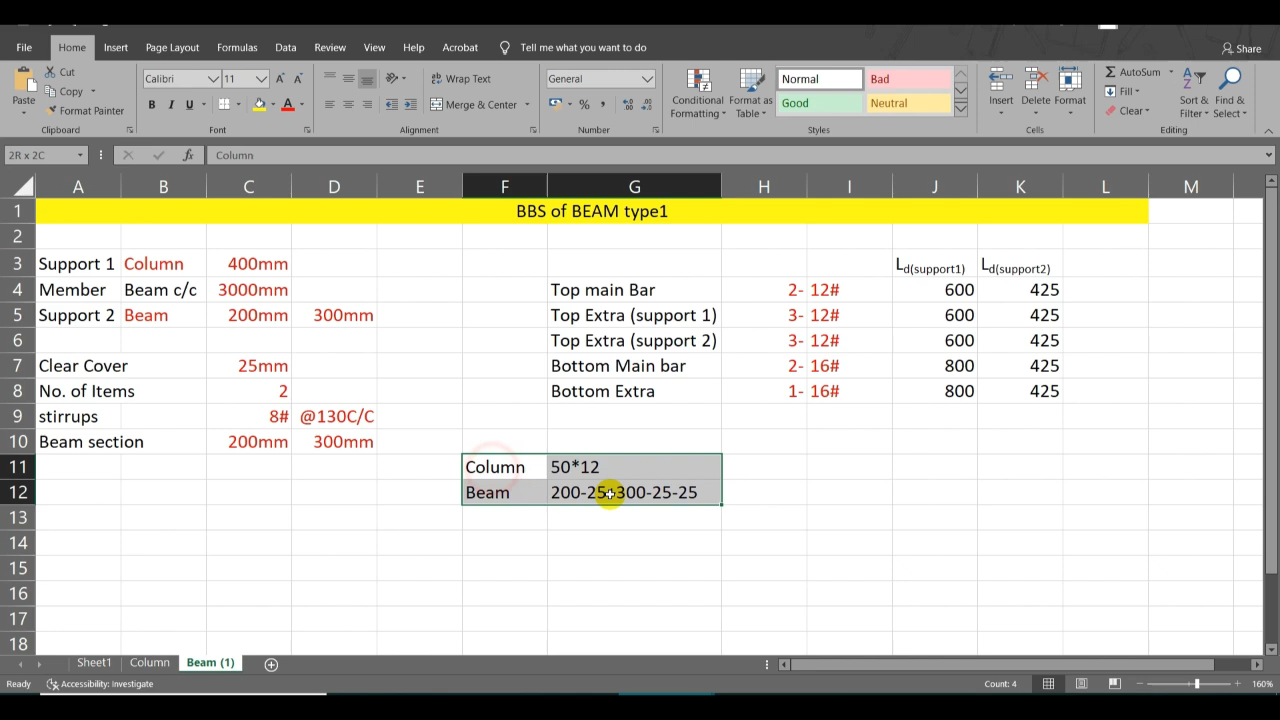 File Home Insert Page Layout Formulas Data Review View Help Acrobat Tell me what you want to do Share
Paste Cut Copy Format Painter Clipboard
Calibri 11 B I U A Font
Wrap Text Merge & Center Alignment
General % , Number
Conditional Formatting Format as Table Normal Bad Good Neutral Styles
Insert Delete Format Cells
AutoSum Fill Clear Sort & Filter Find & Select Editing
2R x 2C fx Column
A B C D E F G H I J K L M
1 BBS of BEAM type1
2
3 Support 1 Column 400mm Ld(support1) Ld(support2)
4 Member Beam c/c 3000mm Top main Bar 2- 12# 600 425
5 Support 2 Beam 200mm 300mm Top Extra (support 1) 3- 12# 600 425
6 Top Extra (support 2) 3- 12# 600 425
7 Clear Cover 25mm Bottom Main bar 2- 16# 800 425
8 No. of Items 2 Bottom Extra 1- 16# 800 425
9 stirrups 8# @130C/C
10 Beam section 200mm 300mm
11 Column 50*12
12 Beam 200-25+300-25-25
13
14
15
16
17
18
Sheet1 Column Beam (1)
Ready Accessibility: Investigate Count: 4 160%